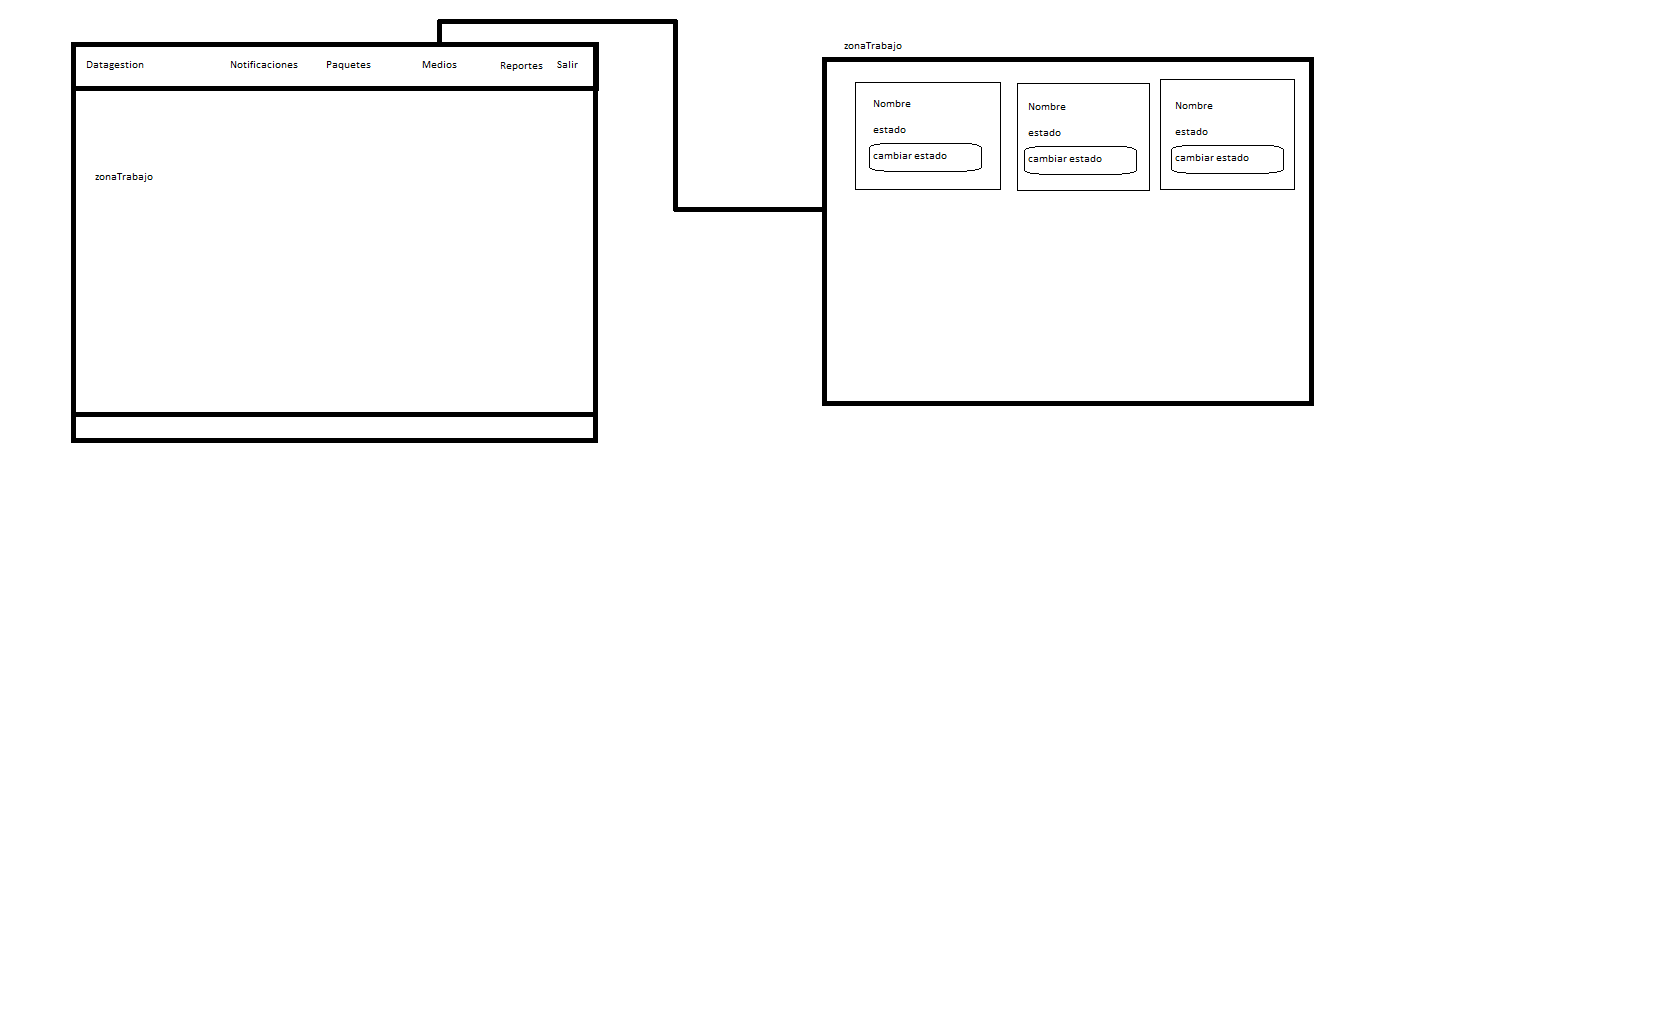 Datagestion
Notificaciones
Paquetes
Medios
Reportes
Salir
zonaTrabajo
zonaTrabajo
Nombre
estado
cambiar estado
Nombre
estado
cambiar estado
Nombre
estado
cambiar estado